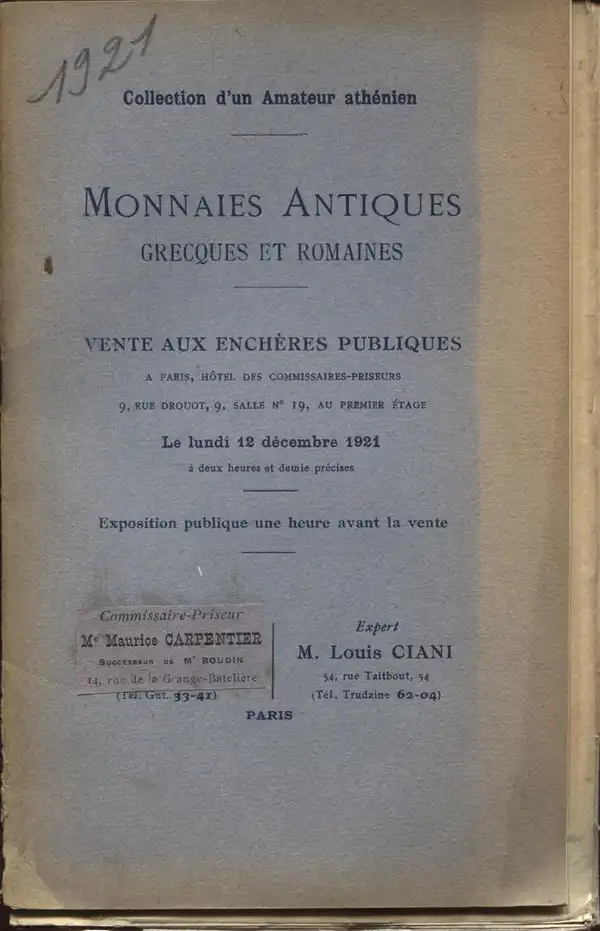 1921
Collection d'un Amateur athénien
MONNAIES ANTIQUES
GRECQUES ET ROMAINES
VENTE AUX ENCHÈRES PUBLIQUES
A PARIS, HÔTEL DES COMMISSAIRES-PRISEURS
9, RUE DROUOT, 9, SALLE N° 19, AU PREMIER ÉTAGE
Le lundi 12 décembre 1921
à deux heures et demie précises
Exposition publique une heure avant la vente
Commissaire-Priseur
Me Maurice CARPENTIER
SUCCESSEUR DE Me BOUDIN
14, rue de la Grange-Batelière
(Tél. Gut. 33-41)
Expert
M. Louis CIANI
54, rue Taitbout, 54
(Tél. Trudaine 62-04)
PARIS